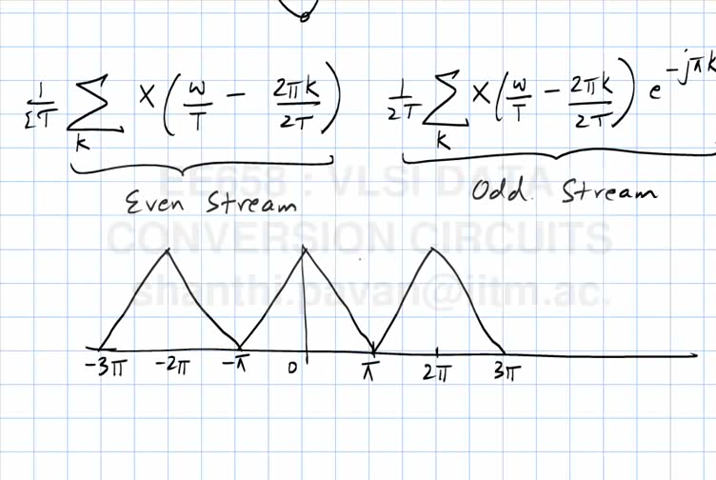 1/2T ∑_k X(ω/T − 2πk/2T) 1/2T ∑_k X(ω/T − 2πk/2T) e^−jπk
Even Stream Odd Stream
EE658 : VLSI DATA
CONVERSION CIRCUITS
shanthi.pavan@iitm.ac.
-3π -2π -π 0 π 2π 3π